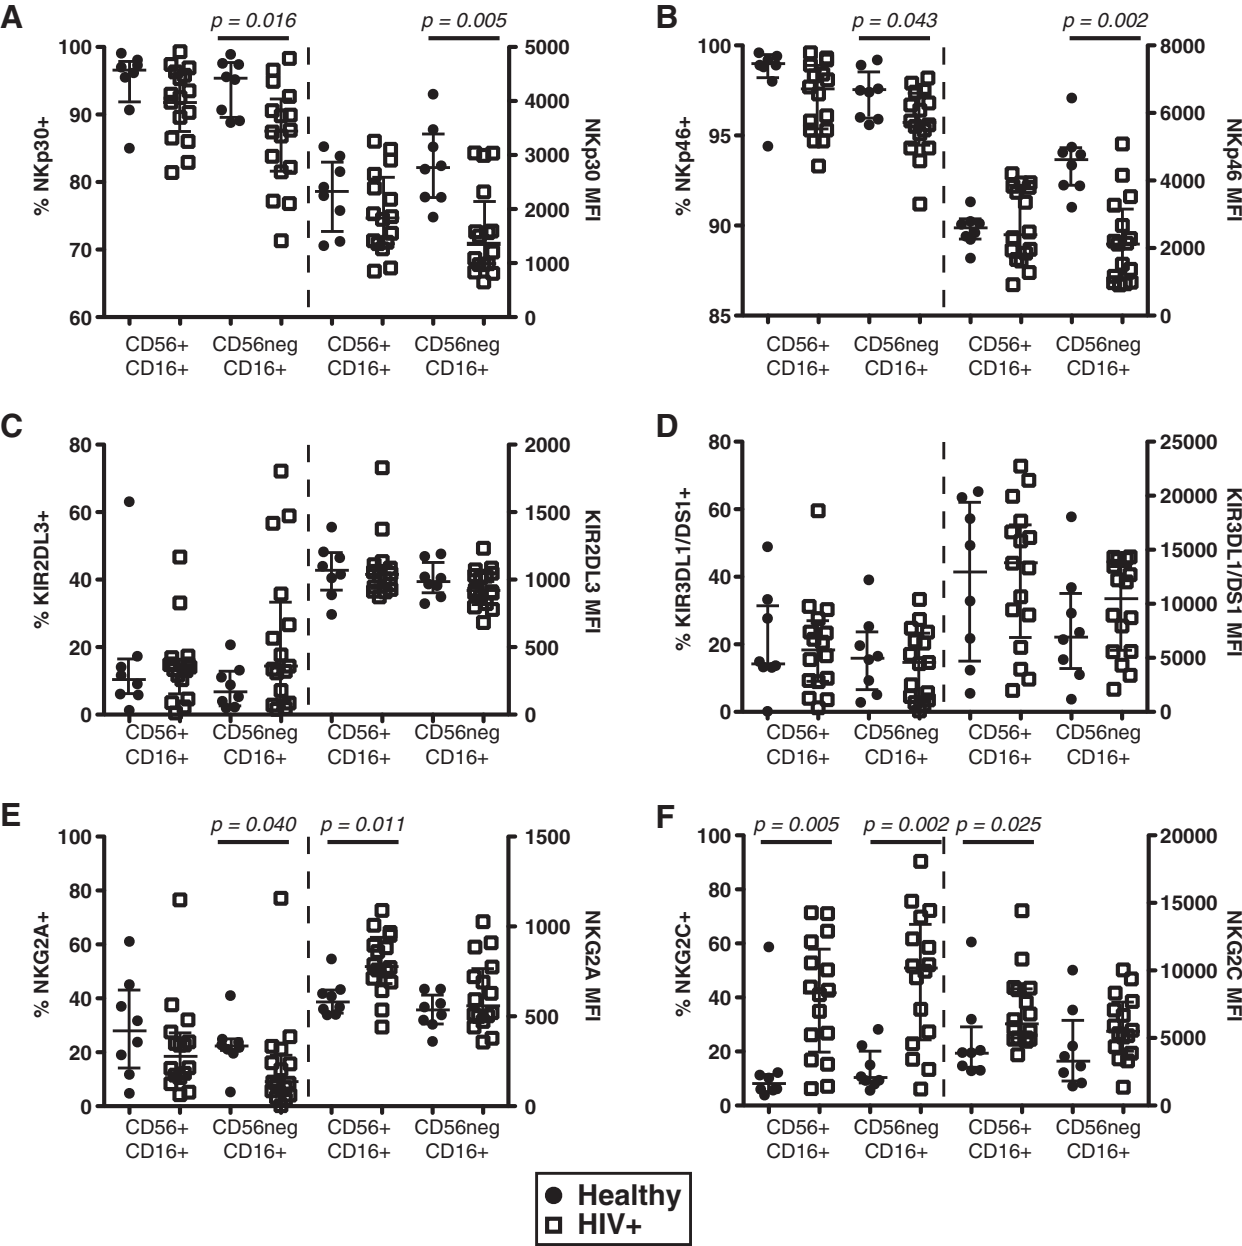 A
p = 0.016
p = 0.005
% NKp30+
100
90
80
70
60
5000
4000
3000
2000
1000
0
NKp30 MFI
CD56+ CD56neg CD56+ CD56neg
CD16+ CD16+ CD16+ CD16+
B
p = 0.043
p = 0.002
% NKp46+
100
95
90
85
8000
6000
4000
2000
0
NKp46 MFI
CD56+ CD56neg CD56+ CD56neg
CD16+ CD16+ CD16+ CD16+
C
% KIR2DL3+
80
60
40
20
0
2000
1500
1000
500
0
KIR2DL3 MFI
CD56+ CD56neg CD56+ CD56neg
CD16+ CD16+ CD16+ CD16+
D
% KIR3DL1/DS1+
80
60
40
20
0
25000
20000
15000
10000
5000
0
KIR3DL1/DS1 MFI
CD56+ CD56neg CD56+ CD56neg
CD16+ CD16+ CD16+ CD16+
E
p = 0.040
p = 0.011
% NKG2A+
100
80
60
40
20
0
1500
1000
500
0
NKG2A MFI
CD56+ CD56neg CD56+ CD56neg
CD16+ CD16+ CD16+ CD16+
F
p = 0.005
p = 0.002
p = 0.025
% NKG2C+
100
80
60
40
20
0
20000
15000
10000
5000
0
NKG2C MFI
CD56+ CD56neg CD56+ CD56neg
CD16+ CD16+ CD16+ CD16+
Healthy
HIV+